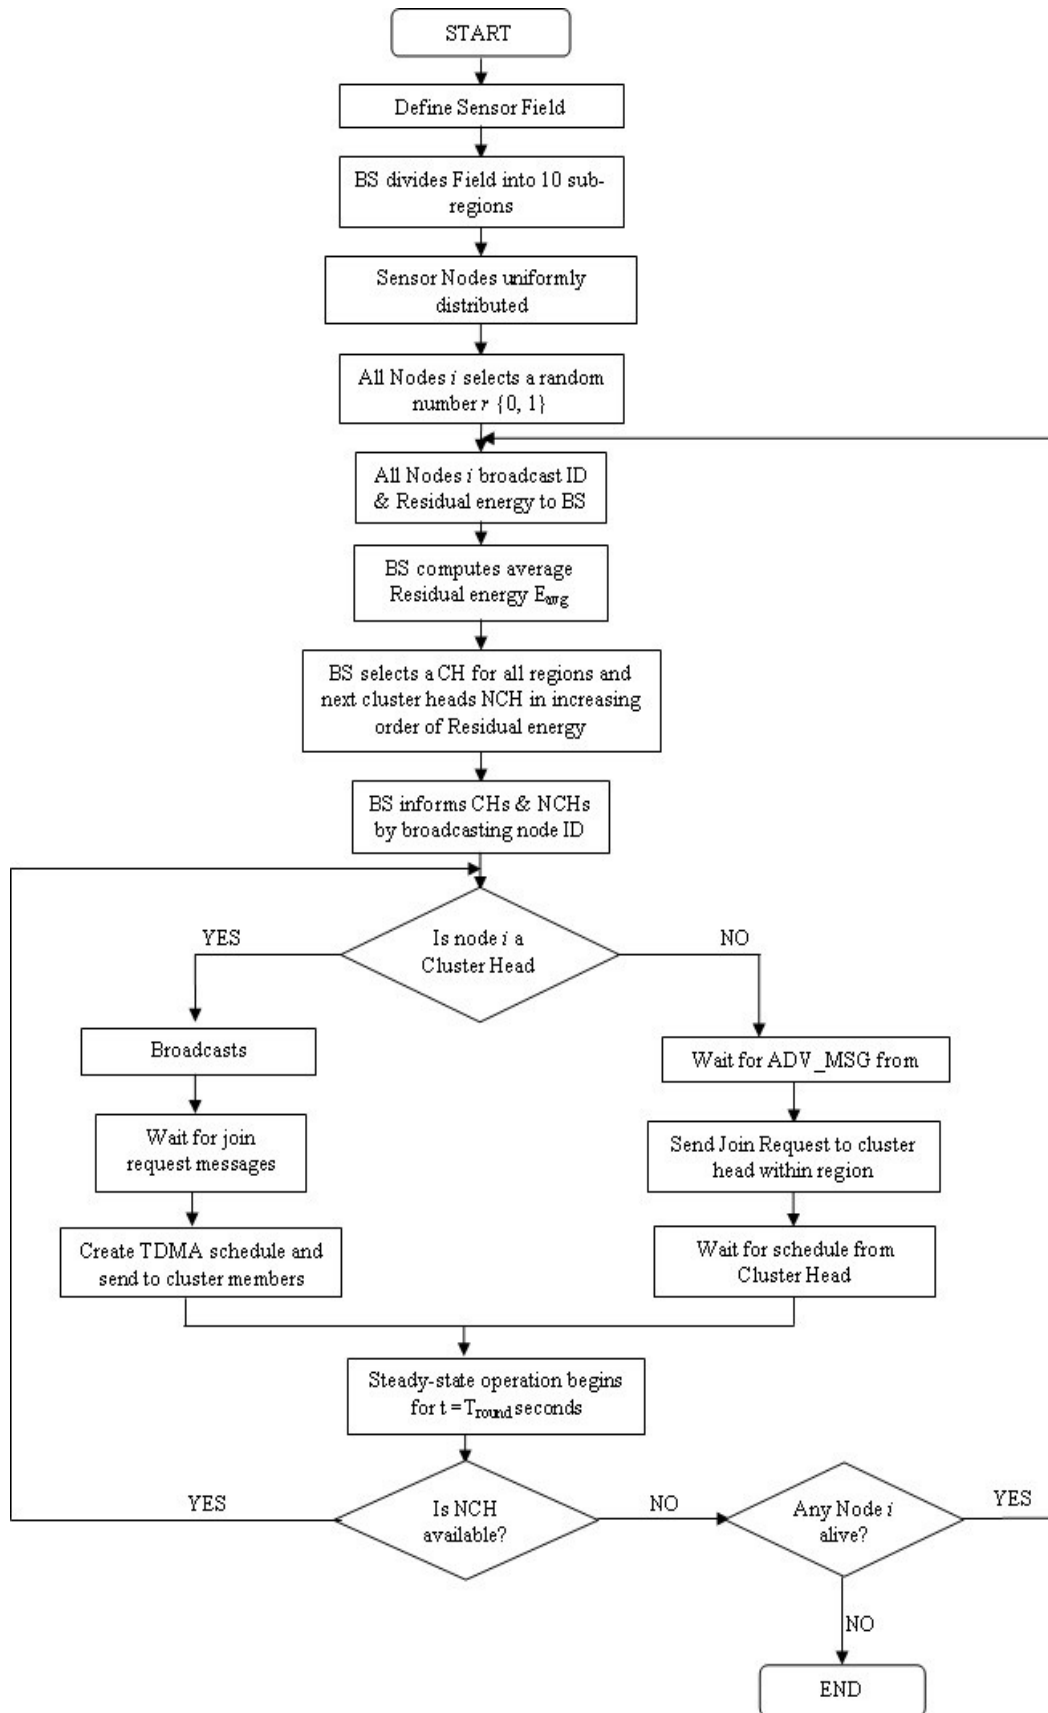 START
Define Sensor Field
BS divides Field into 10 sub-
regions
Sensor Nodes uniformly
distributed
All Nodes i selects a random
number r {0, 1}
All Nodes i broadcast ID
& Residual energy to BS
BS computes average
Residual energy Eavg
BS selects a CH for all regions and
next cluster heads NCH in increasing
order of Residual energy
BS informs CHs & NCHs
by broadcasting node ID
Is node i a
Cluster Head
YES
NO
Broadcasts
Wait for ADV_MSG from
Wait for join
request messages
Send Join Request to cluster
head within region
Create TDMA schedule and
send to cluster members
Wait for schedule from
Cluster Head
Steady-state operation begins
for t = Tround seconds
Is NCH
available?
YES
NO
Any Node i
alive?
YES
NO
END